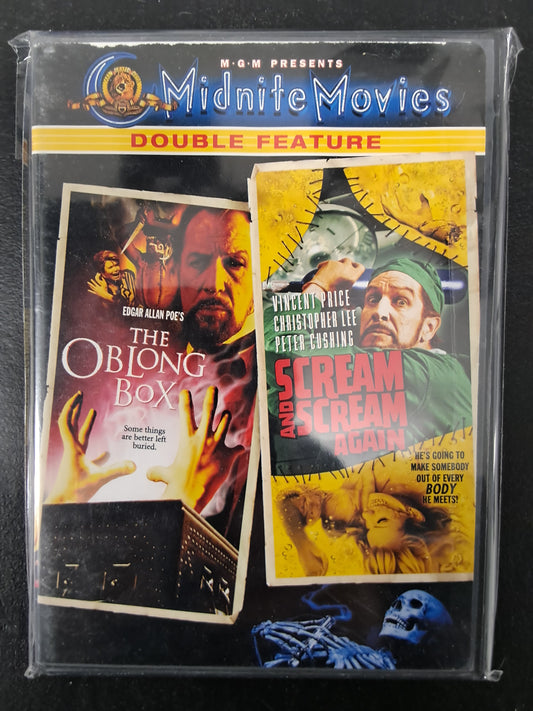 M·G·M PRESENTS
Midnite Movies
DOUBLE FEATURE
EDGAR ALLAN POE'S
THE
OBLONG
BOX
Some things
are better left
buried.
VINCENT PRICE
CHRISTOPHER LEE
PETER CUSHING
SCREAM
AND SCREAM
AGAIN
HE'S GOING TO
MAKE SOMEBODY
OUT OF EVERY
BODY
HE MEETS!